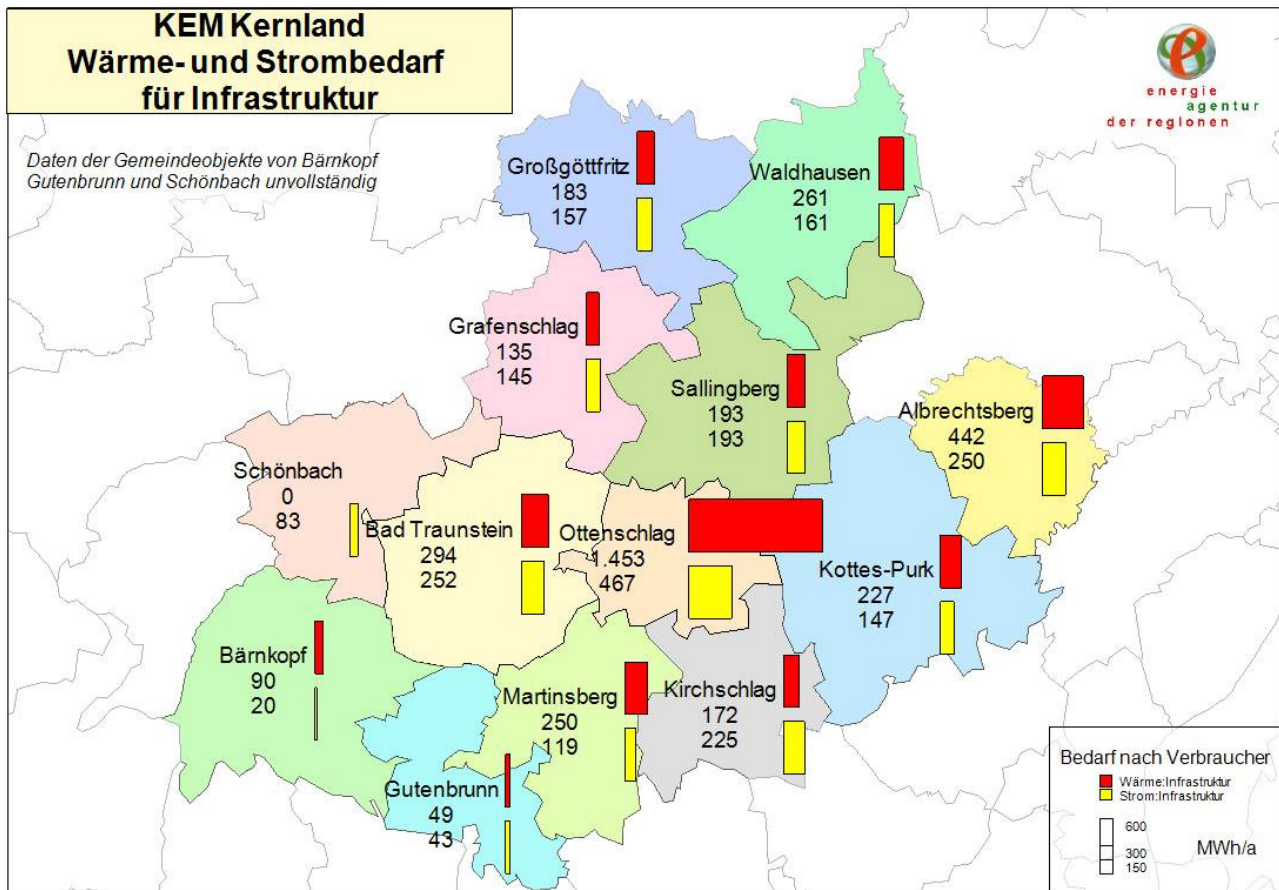 KEM Kernland
Wärme- und Strombedarf
für Infrastruktur
energie
agentur
der regionen
Daten der Gemeindeobjekte von Bärnkopf
Gutenbrunn und Schönbach unvollständig
Großgöttfritz
183
157
Waldhausen
261
161
Grafenschlag
135
145
Sallingberg
193
193
Albrechtsberg
442
250
Schönbach
0
83
Bad Traunstein
294
252
Ottenschlag
1.453
467
Kottes-Purk
227
147
Bärnkopf
90
20
Martinsberg
250
119
Kirchschlag
172
225
Gutenbrunn
49
43
Bedarf nach Verbraucher
Wärme:Infrastruktur
Strom:Infrastruktur
600
300
150
MWh/a